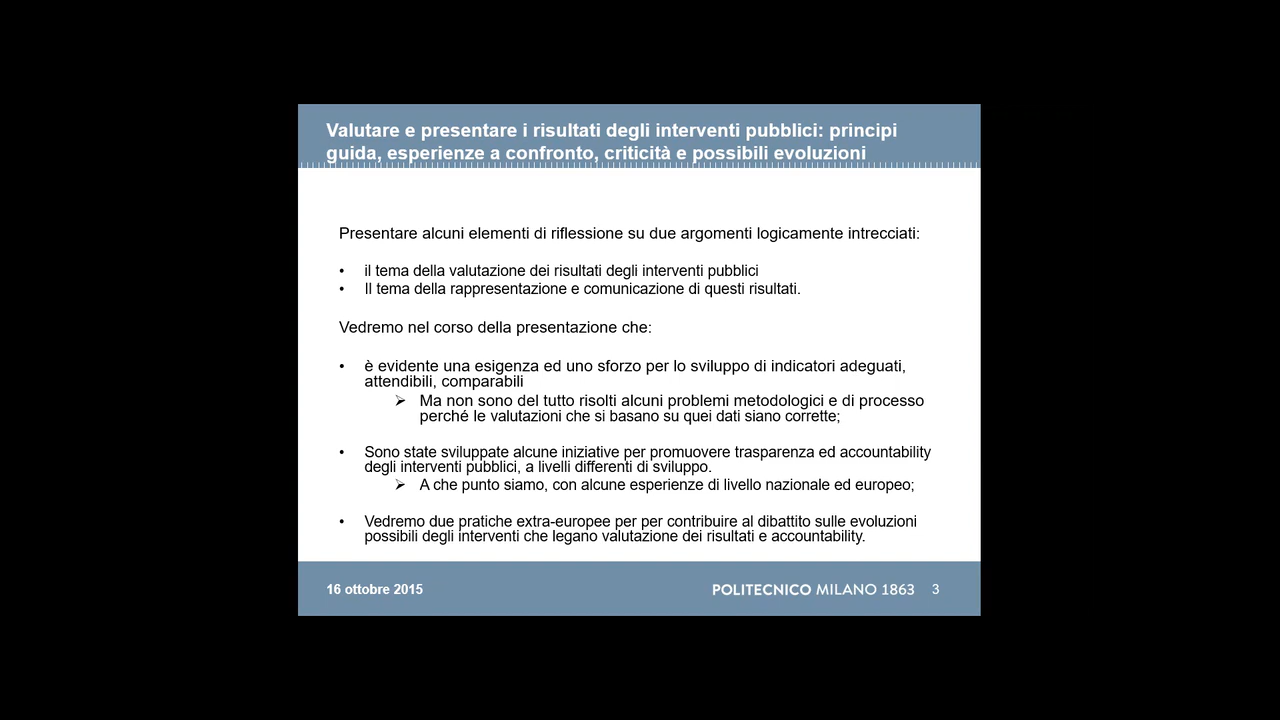 Valutare e presentare i risultati degli interventi pubblici: principi
guida, esperienze a confronto, criticità e possibili evoluzioni
Presentare alcuni elementi di riflessione su due argomenti logicamente intrecciati:
• il tema della valutazione dei risultati degli interventi pubblici
• Il tema della rappresentazione e comunicazione di questi risultati.
Vedremo nel corso della presentazione che:
• è evidente una esigenza ed uno sforzo per lo sviluppo di indicatori adeguati,
attendibili, comparabili
➢ Ma non sono del tutto risolti alcuni problemi metodologici e di processo
perché le valutazioni che si basano su quei dati siano corrette;
• Sono state sviluppate alcune iniziative per promuovere trasparenza ed accountability
degli interventi pubblici, a livelli differenti di sviluppo.
➢ A che punto siamo, con alcune esperienze di livello nazionale ed europeo;
• Vedremo due pratiche extra-europee per per contribuire al dibattito sulle evoluzioni
possibili degli interventi che legano valutazione dei risultati e accountability.
16 ottobre 2015 POLITECNICO MILANO 1863 3